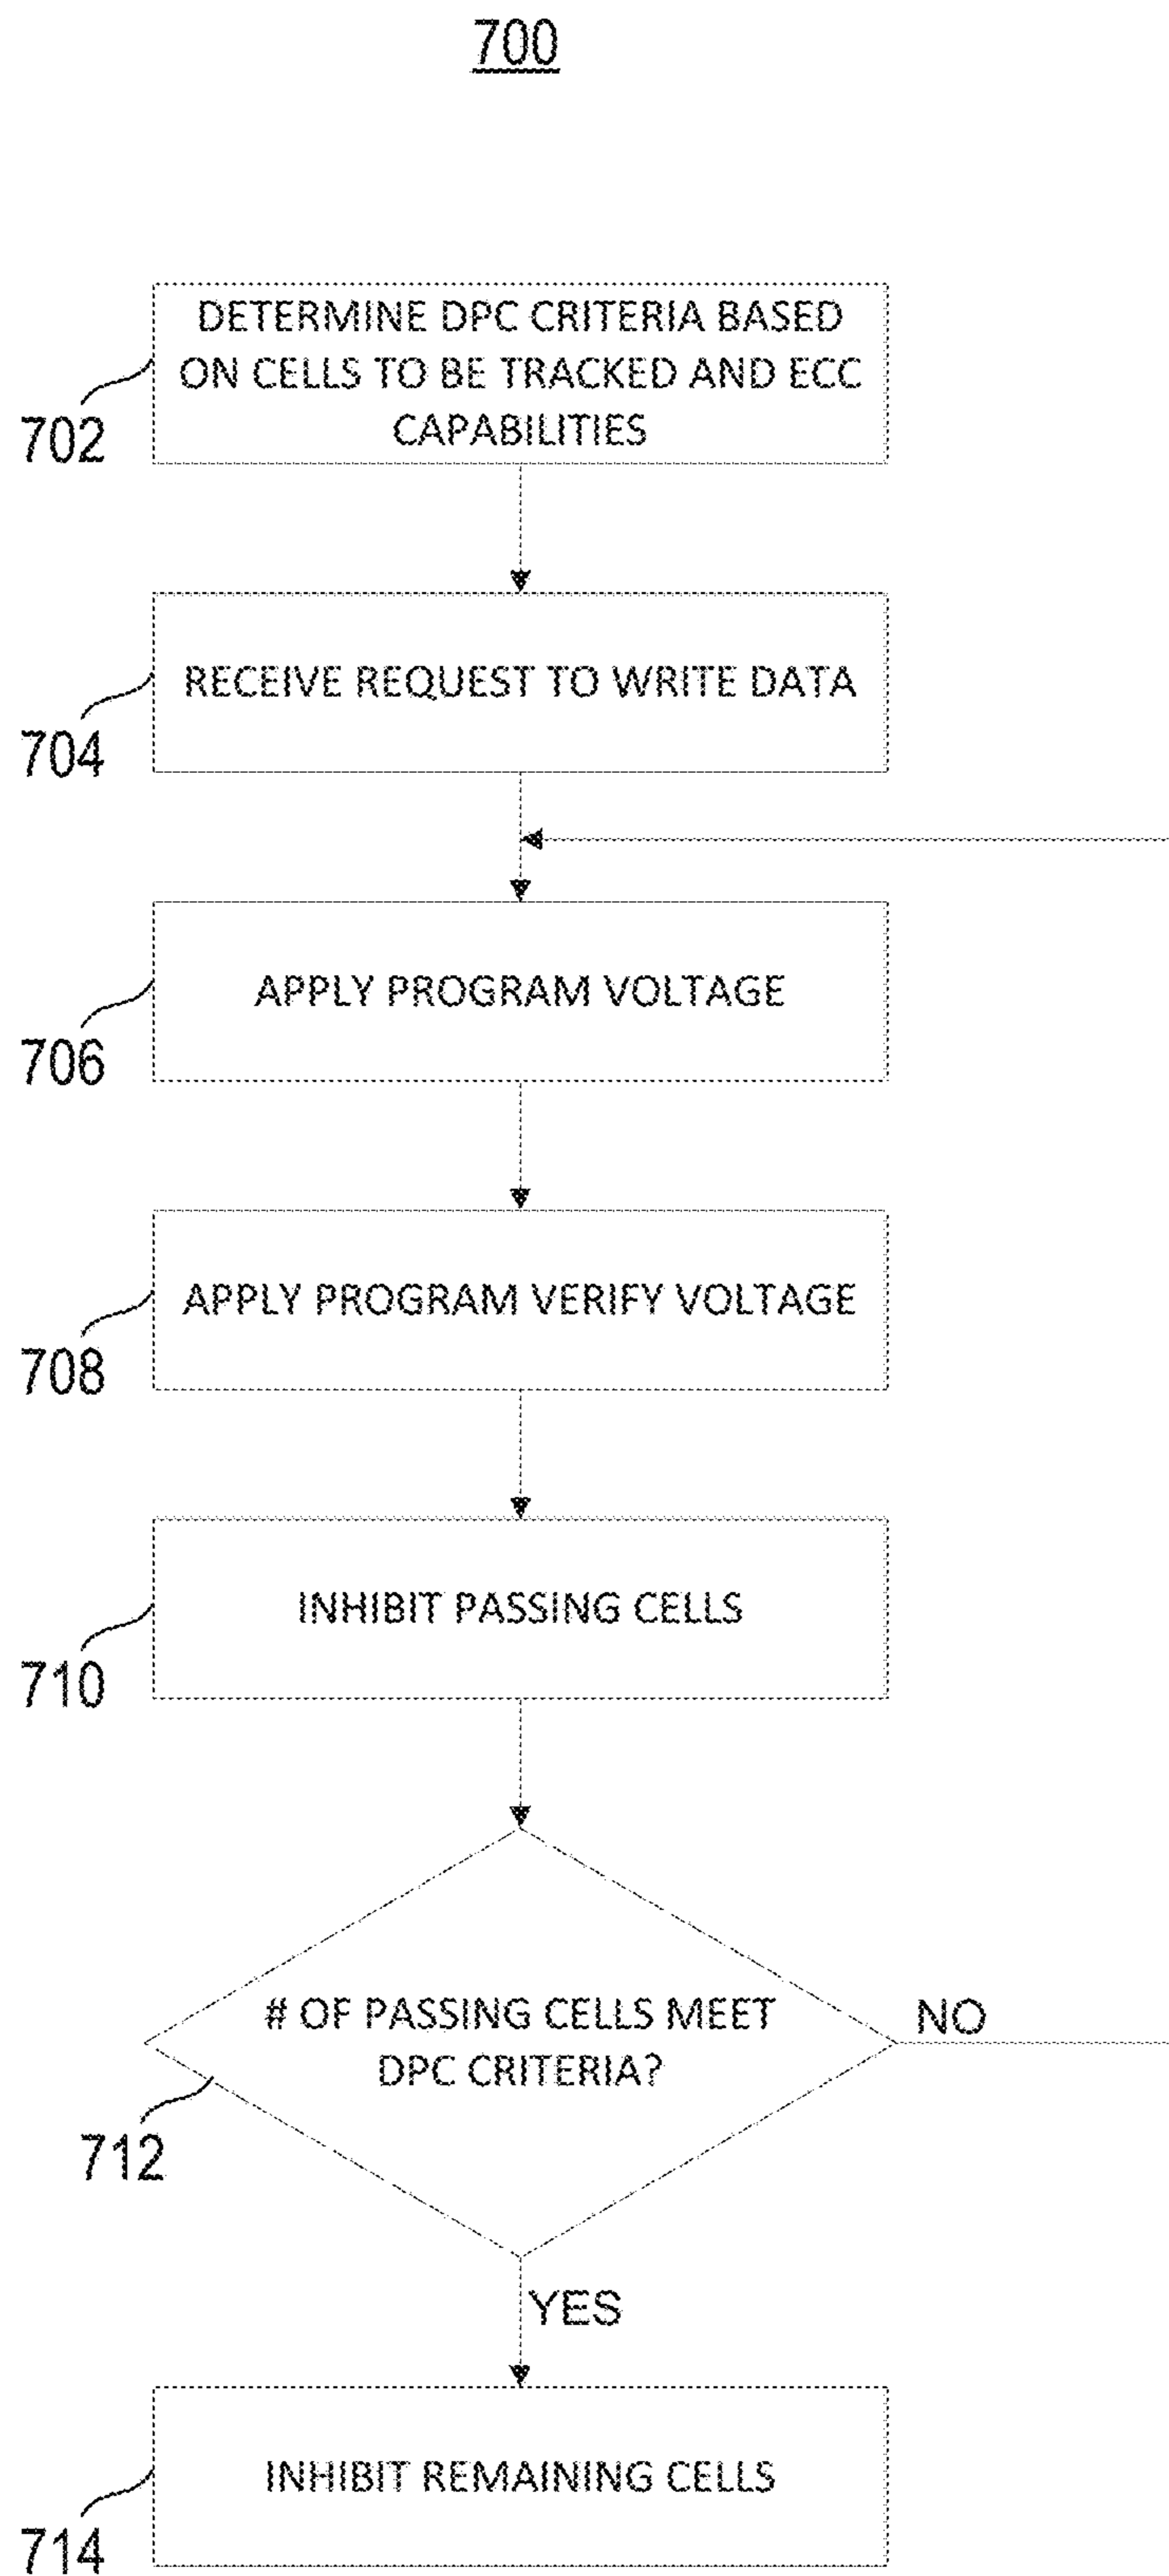 700
DETERMINE DPC CRITERIA BASED
ON CELLS TO BE TRACKED AND ECC
CAPABILITIES
702
RECEIVE REQUEST TO WRITE DATA
704
APPLY PROGRAM VOLTAGE
706
APPLY PROGRAM VERIFY VOLTAGE
708
INHIBIT PASSING CELLS
710
# OF PASSING CELLS MEET
DPC CRITERIA?
NO
712
YES
INHIBIT REMAINING CELLS
714